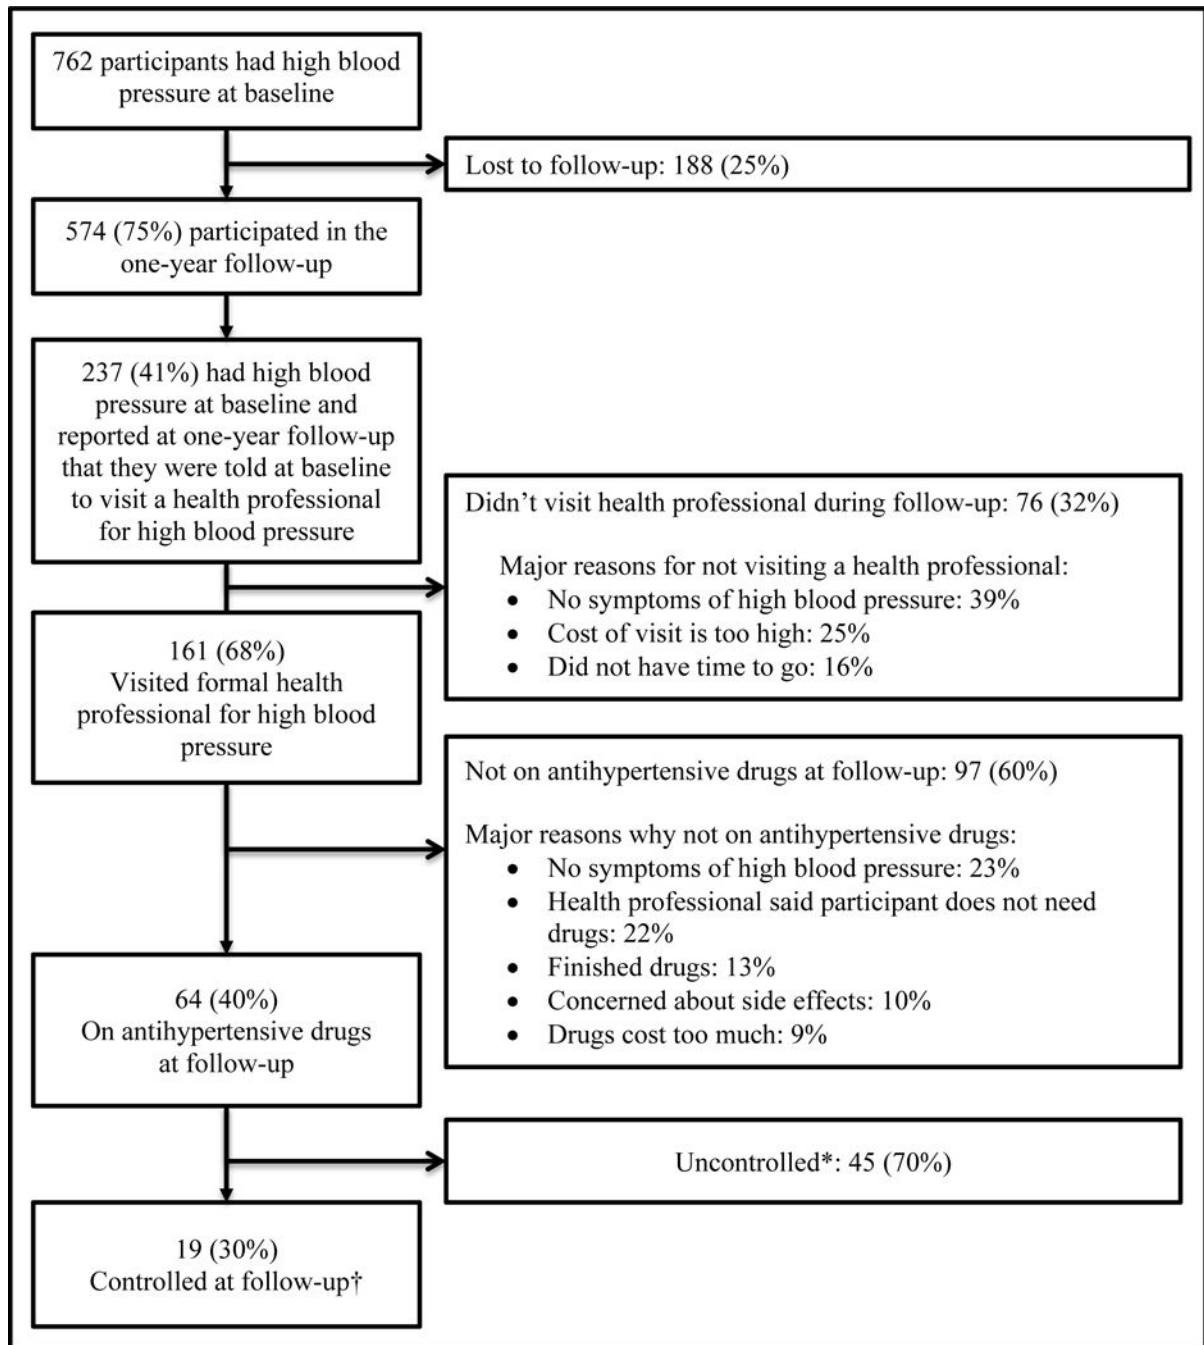 762 participants had high blood
pressure at baseline
Lost to follow-up: 188 (25%)
574 (75%) participated in the
one-year follow-up
237 (41%) had high blood
pressure at baseline and
reported at one-year follow-up
that they were told at baseline
to visit a health professional
for high blood pressure
Didn’t visit health professional during follow-up: 76 (32%)
Major reasons for not visiting a health professional:
• No symptoms of high blood pressure: 39%
• Cost of visit is too high: 25%
• Did not have time to go: 16%
161 (68%)
Visited formal health
professional for high blood
pressure
Not on antihypertensive drugs at follow-up: 97 (60%)
Major reasons why not on antihypertensive drugs:
• No symptoms of high blood pressure: 23%
• Health professional said participant does not need
drugs: 22%
• Finished drugs: 13%
• Concerned about side effects: 10%
• Drugs cost too much: 9%
64 (40%)
On antihypertensive drugs
at follow-up
Uncontrolled*: 45 (70%)
19 (30%)
Controlled at follow-up†